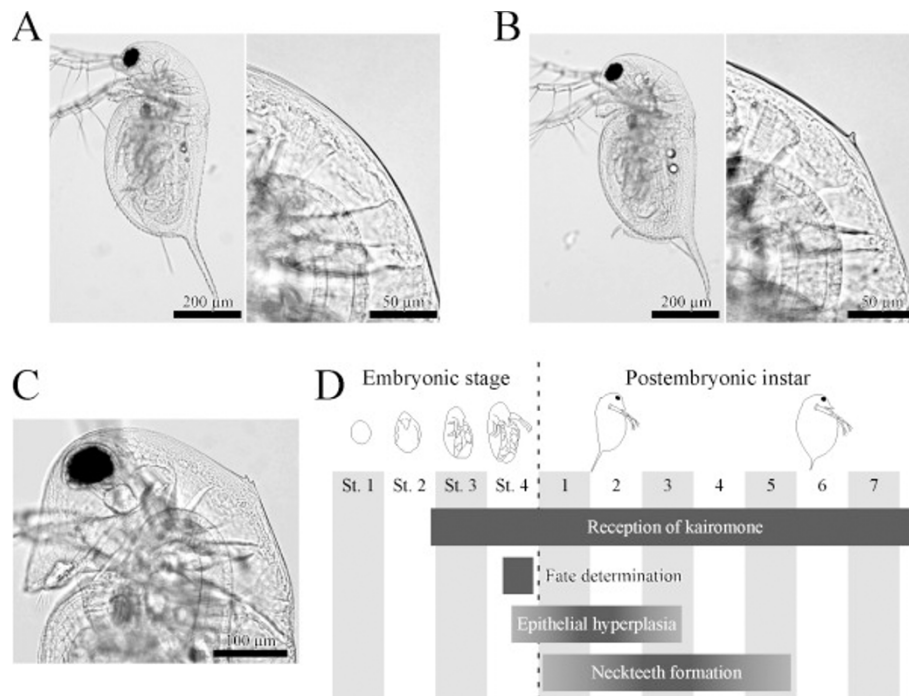 A
B
200 µm
50 µm
200 µm
50 µm
C
100 µm
D
Embryonic stage
Postembryonic instar
St. 1 St. 2 St. 3 St. 4 1 2 3 4 5 6 7
Reception of kairomone
Fate determination
Epithelial hyperplasia
Neckteeth formation